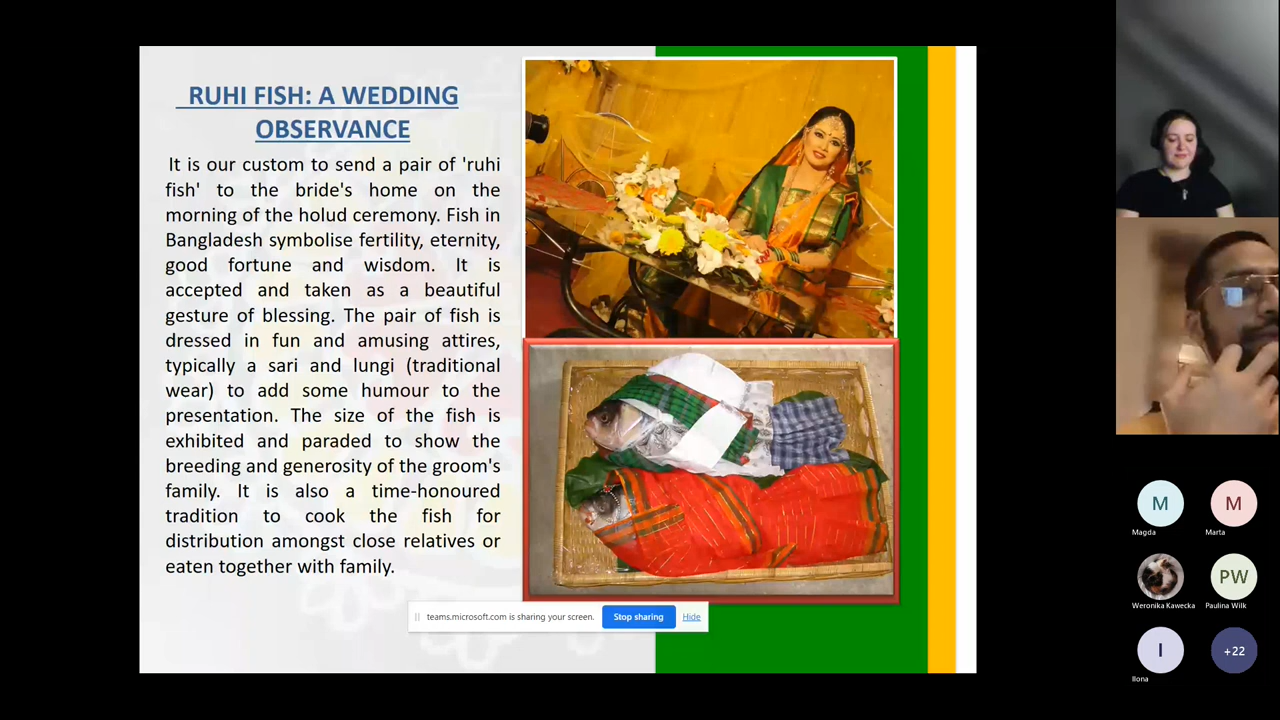 RUHI FISH: A WEDDING
OBSERVANCE
It is our custom to send a pair of 'ruhi
fish' to the bride's home on the
morning of the holud ceremony. Fish in
Bangladesh symbolise fertility, eternity,
good fortune and wisdom. It is
accepted and taken as a beautiful
gesture of blessing. The pair of fish is
dressed in fun and amusing attires,
typically a sari and lungi (traditional
wear) to add some humour to the
presentation. The size of the fish is
exhibited and paraded to show the
breeding and generosity of the groom's
family. It is also a time-honoured
tradition to cook the fish for
distribution amongst close relatives or
eaten together with family.
teams.microsoft.com is sharing your screen. Stop sharing Hide
M M
Magda Marta
PW
Weronika Kawecka Paulina Wilk
I +22
Ilona